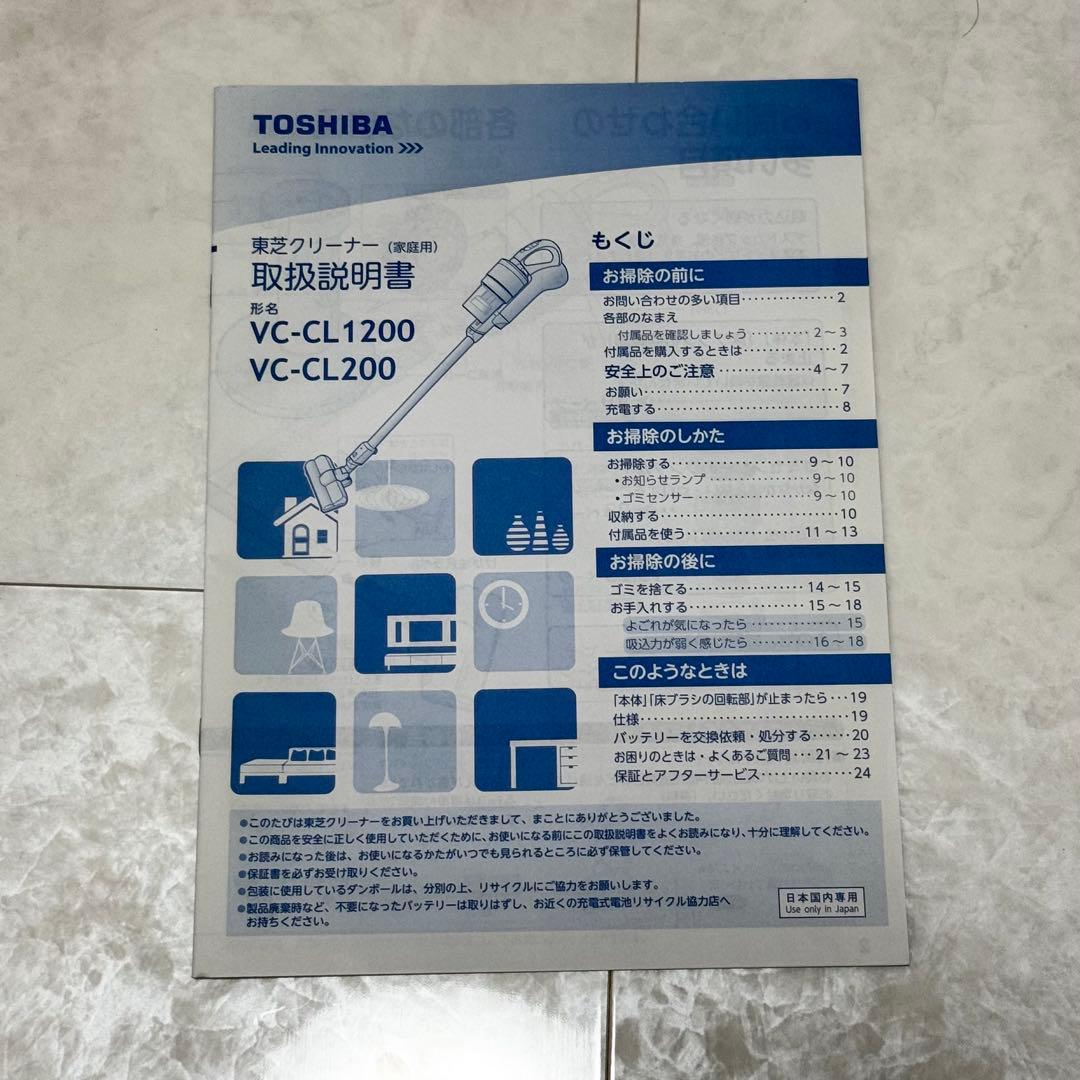 TOSHIBA
Leading Innovation >>>
東芝クリーナー（家庭用）
取扱説明書
形名
VC-CL1200
VC-CL200
もくじ
お掃除の前に
お問い合わせの多い項目・・・・・・・・・・・・・・・2
各部のなまえ
付属品を確認しましょう・・・・・・・・・・2～3
付属品を購入するときは・・・・・・・・・・・・・・・2
安全上のご注意・・・・・・・・・・・・・・・4～7
お願い・・・・・・・・・・・・・・・・・・・・・・・・・・・・・7
充電する・・・・・・・・・・・・・・・・・・・・・・・・・・・8
お掃除のしかた
お掃除する・・・・・・・・・・・・・・・・・・・・9～10
•お知らせランプ・・・・・・・・・・・・・・・9～10
•ゴミセンサー・・・・・・・・・・・・・・・・・9～10
収納する・・・・・・・・・・・・・・・・・・・・・・・・・・10
付属品を使う・・・・・・・・・・・・・・・・・11～13
お掃除の後に
ゴミを捨てる・・・・・・・・・・・・・・・・・14～15
お手入れする・・・・・・・・・・・・・・・・・15～18
よごれが気になったら・・・・・・・・・・・・・・15
吸込力が弱く感じたら・・・・・・・・・・16～18
このようなときは
「本体」「床ブラシの回転部」が止まったら・・・19
仕様・・・・・・・・・・・・・・・・・・・・・・・・・・・・・・19
バッテリーを交換依頼・処分する・・・・・・20
お困りのときは・よくあるご質問・・・21～23
保証とアフターサービス・・・・・・・・・・・・・・24
●このたびは東芝クリーナーをお買い上げいただきまして、まことにありがとうございました。
●この商品を安全に正しく使用していただくために、お使いになる前にこの取扱説明書をよくお読みになり、十分に理解してください。
●お読みになった後は、お使いになるかたがいつでも見られるところに必ず保管してください。
●保証書を必ずお受け取りください。
●包装に使用しているダンボールは、分別の上、リサイクルにご協力をお願いします。
●製品廃棄時など、不要になったバッテリーは取りはずし、お近くの充電式電池リサイクル協力店へ
お持ちください。
日本国内専用
Use only in Japan